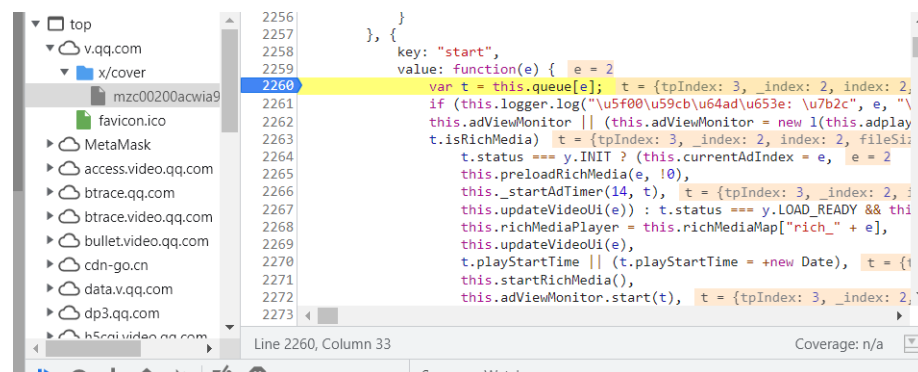 top
v.qq.com
x/cover
mzc00200acwia9
favicon.ico
MetaMask
access.video.qq.com
btrace.qq.com
btrace.video.qq.com
bullet.video.qq.com
cdn-go.cn
data.v.qq.com
dp3.qq.com
h5cgi.video.qq.com
2256 }
2257 }, {
2258 key: "start",
2259 value: function(e) { e = 2
2260 var t = this.queue[e]; t = {tpIndex: 3, _index: 2, index: 2,
2261 if (this.logger.log("\u5f00\u59cb\u64ad\u653e: \u7b2c", e, "\
2262 this.adViewMonitor || (this.adViewMonitor = new l(this.adplay
2263 t.isRichMedia) t = {tpIndex: 3, _index: 2, index: 2, fileSiz
2264 t.status === y.INIT ? (this.currentAdIndex = e, e = 2
2265 this.preloadRichMedia(e, !0),
2266 this._startAdTimer(14, t), t = {tpIndex: 3, _index: 2, i
2267 this.updateVideoUi(e)) : t.status === y.LOAD_READY && thi
2268 this.richMediaPlayer = this.richMediaMap["rich_" + e],
2269 this.updateVideoUi(e),
2270 t.playStartTime || (t.playStartTime = +new Date), t = {t
2271 this.startRichMedia(),
2272 this.adViewMonitor.start(t), t = {tpIndex: 3, _index: 2,
2273
Line 2260, Column 33
Coverage: n/a